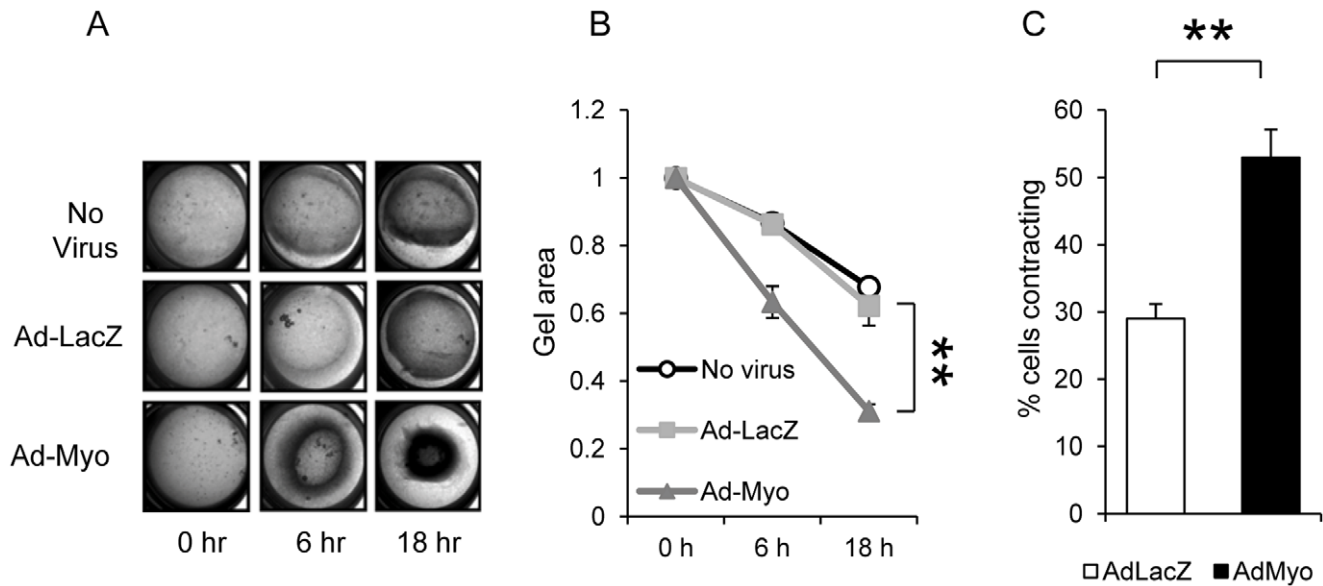 A
No
Virus
Ad-LacZ
Ad-Myo
0 hr 6 hr 18 hr
B
Gel area
1.2
1
0.8
0.6
0.4
0.2
0
No virus
Ad-LacZ
Ad-Myo
**
0 h 6 h 18 h
C
**
% cells contracting
60
50
40
30
20
10
0
AdLacZ AdMyo